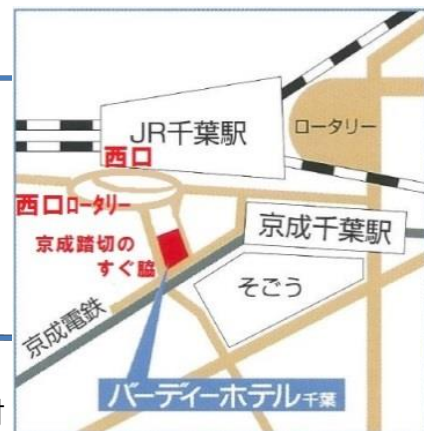 JR千葉駅
ロータリー
西口
西口ロータリー
京成千葉駅
京成踏切の
すぐ脇
そごう
京成電鉄
バーディーホテル千葉